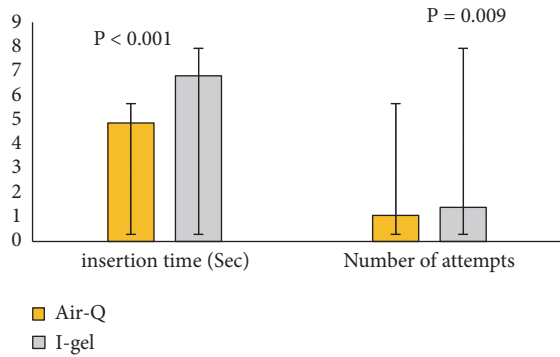 9
8
7
6
5
4
3
2
1
0
P < 0.001
P = 0.009
insertion time (Sec)
Number of attempts
Air-Q
I-gel